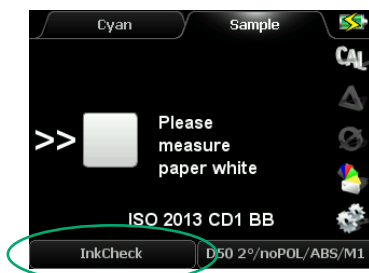 Cyan
Sample
CAL
>>
Please
measure
paper white
ISO 2013 CD1 BB
InkCheck
D50 2°/noPOL/ABS/M1